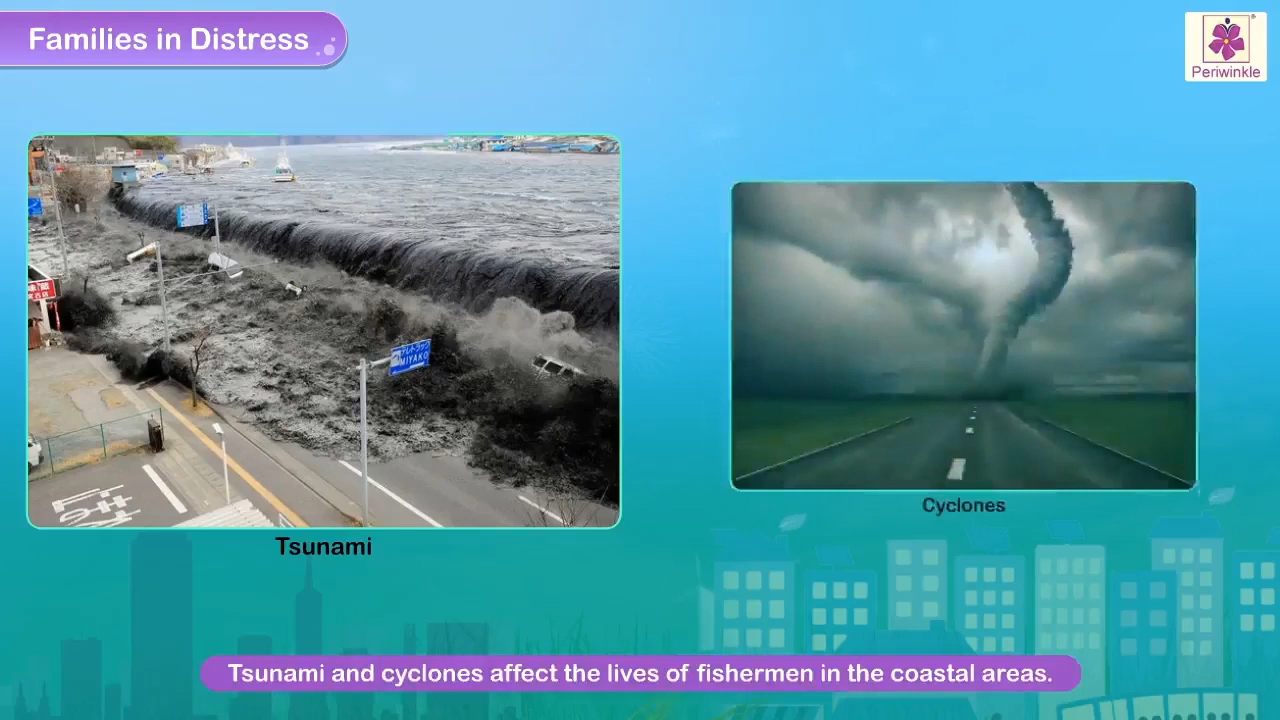 Families in Distress
Periwinkle
MIYAKO
Tsunami
Cyclones
Tsunami and cyclones affect the lives of fishermen in the coastal areas.